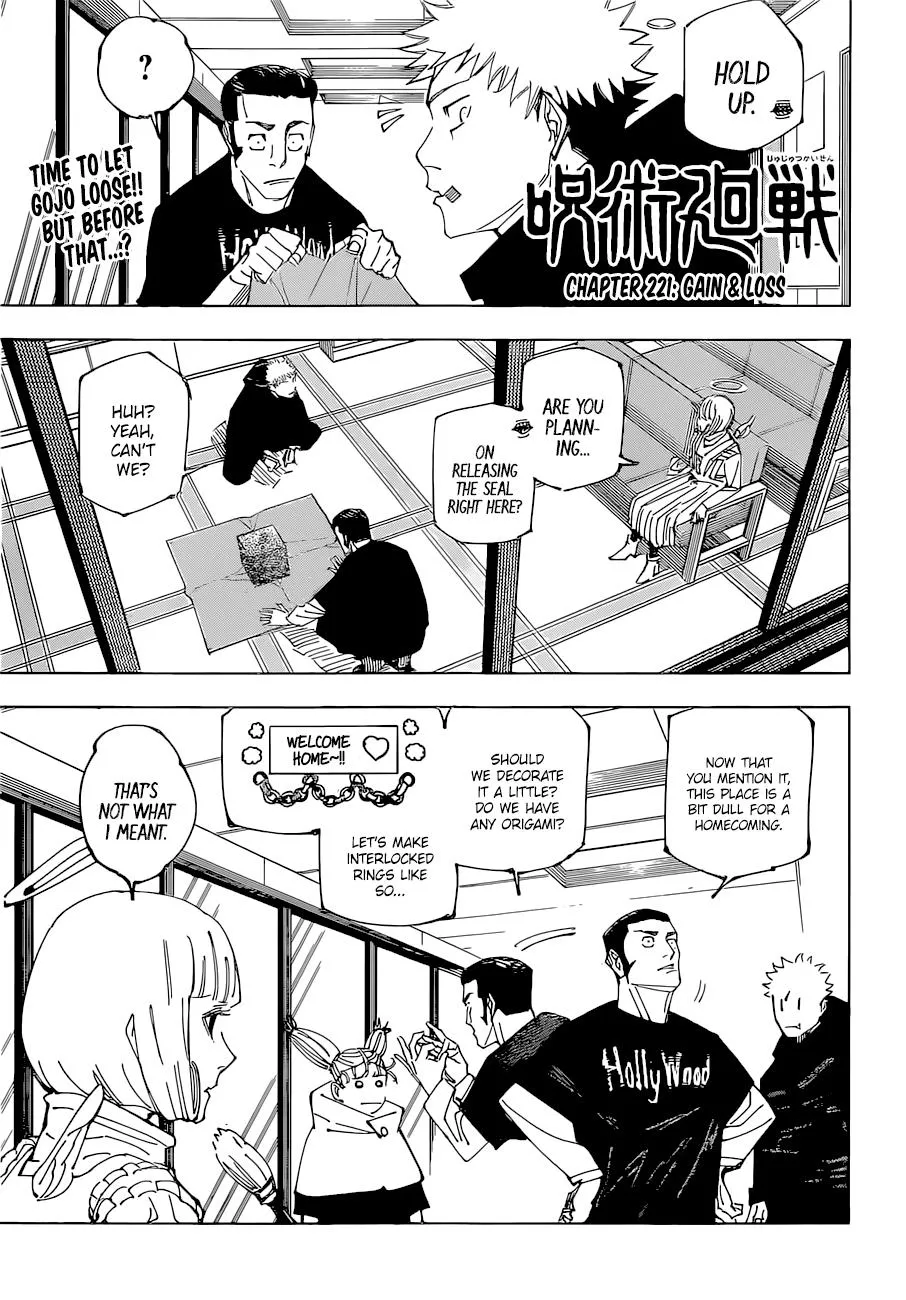 HOLD
UP.
?
TIME TO LET
GOJO LOOSE!!
BUT BEFORE
THAT..?
Hollywood
じゅじゅつかいせん
呪術廻戦
CHAPTER 221: GAIN & LOSS
ARE YOU
PLANN-
ING...
ON
RELEASING
THE SEAL
RIGHT HERE?
HUH?
YEAH,
CAN'T
WE?
NOW THAT
YOU MENTION IT,
THIS PLACE IS A
BIT DULL FOR A
HOMECOMING.
SHOULD
WE DECORATE
IT A LITTLE?
DO WE HAVE
ANY ORIGAMI?
WELCOME
HOME~!!
LET'S MAKE
INTERLOCKED
RINGS LIKE
SO...
THAT'S
NOT WHAT
I MEANT.
HollyWood